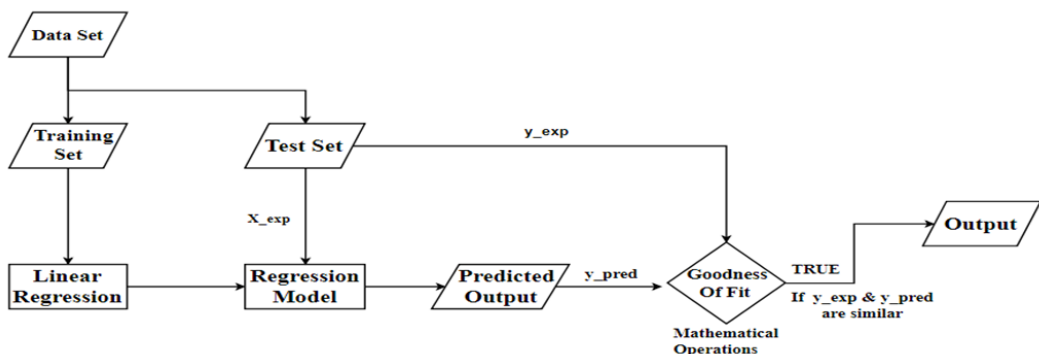 Data Set
Training
Set
Test Set
y_exp
X_exp
Linear
Regression
Regression
Model
Predicted
Output
y_pred
Goodness
Of Fit
Mathematical
Operations
TRUE
If y_exp & y_pred
are similar
Output